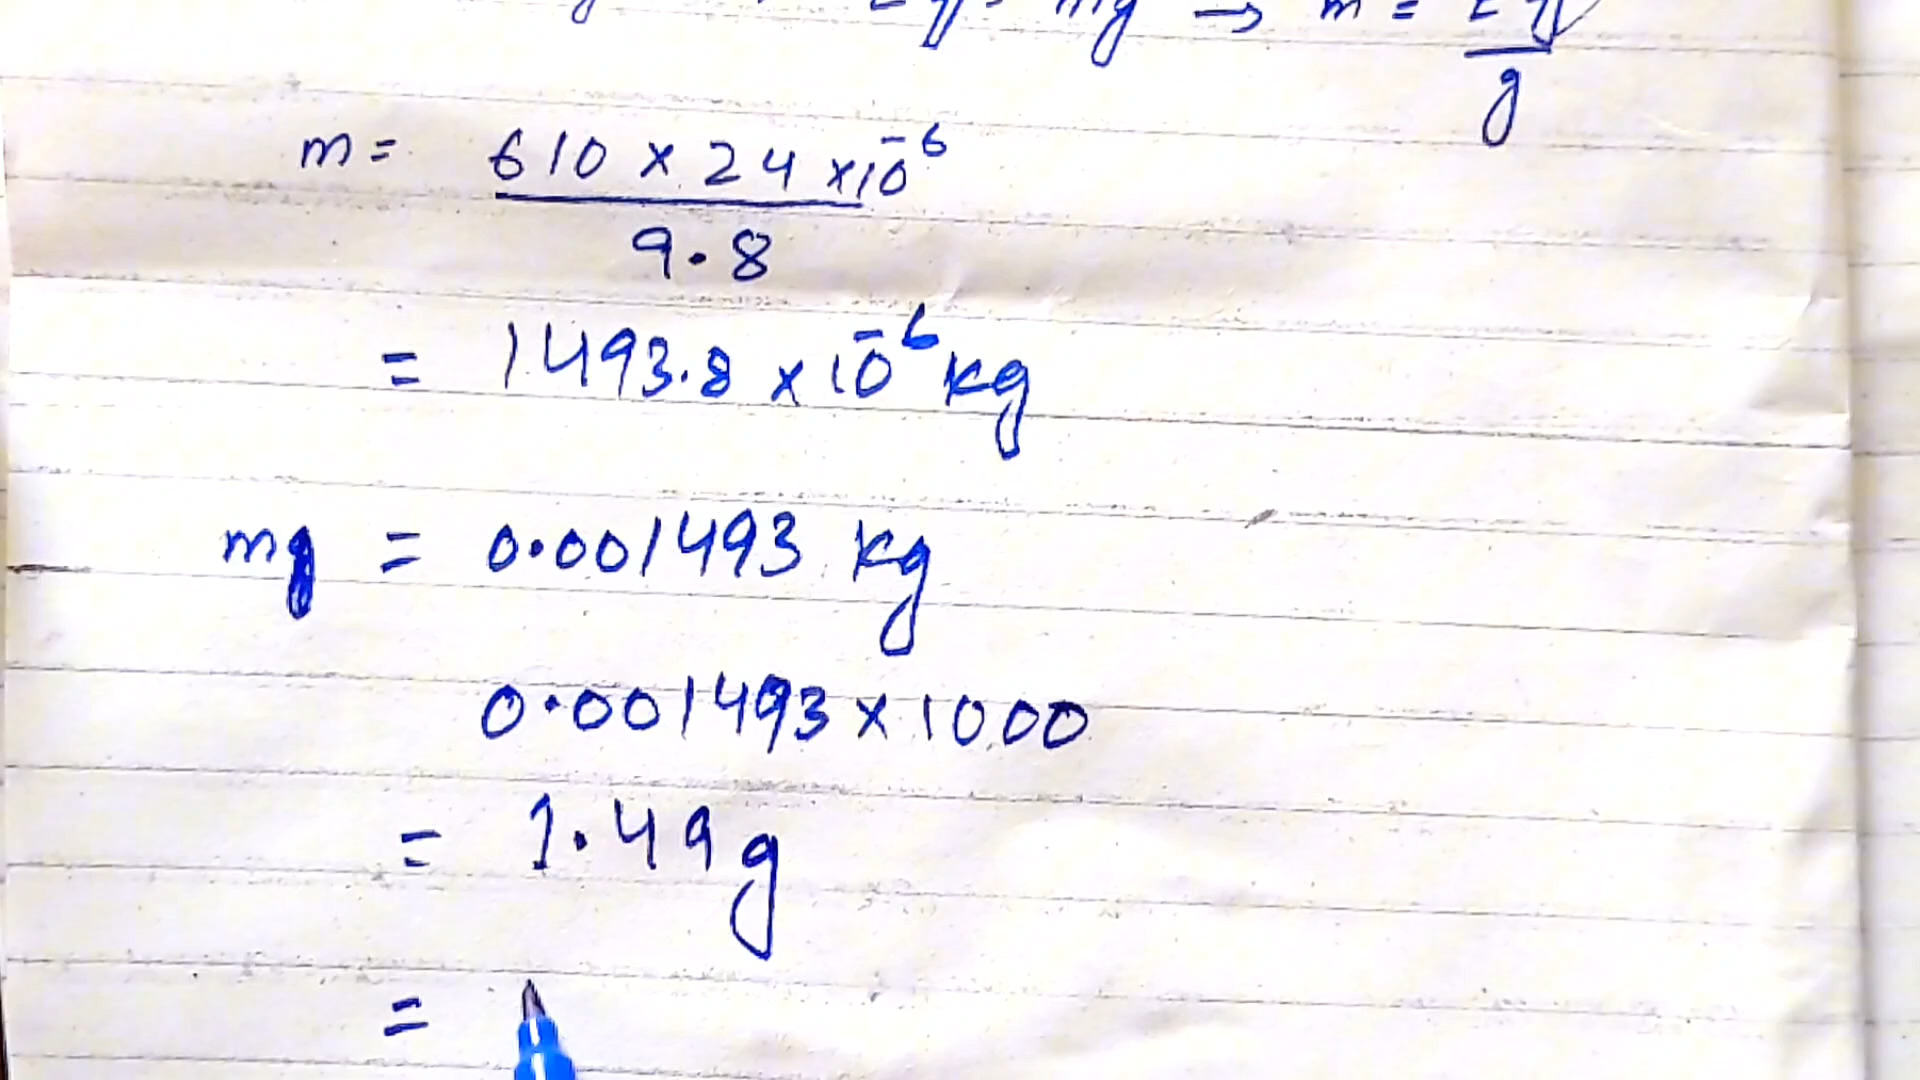 mg → m =
g
m = 610 × 24 × 10⁻⁶
9.8
= 1493.8 × 10⁻⁶ kg
m = 0.001493 kg
0.001493 × 1000
= 1.49 g
=